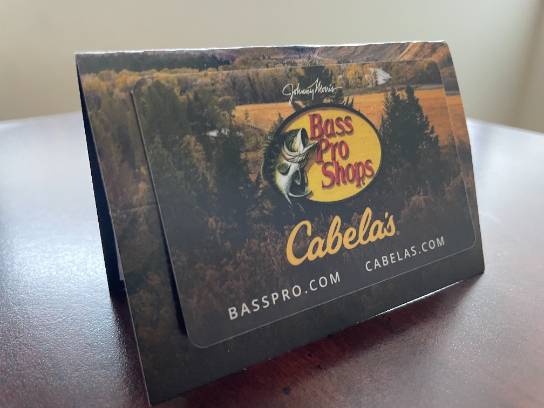 Johnny Morris
Bass
Pro
Shops
Cabela's
BASSPRO.COM CABELAS.COM